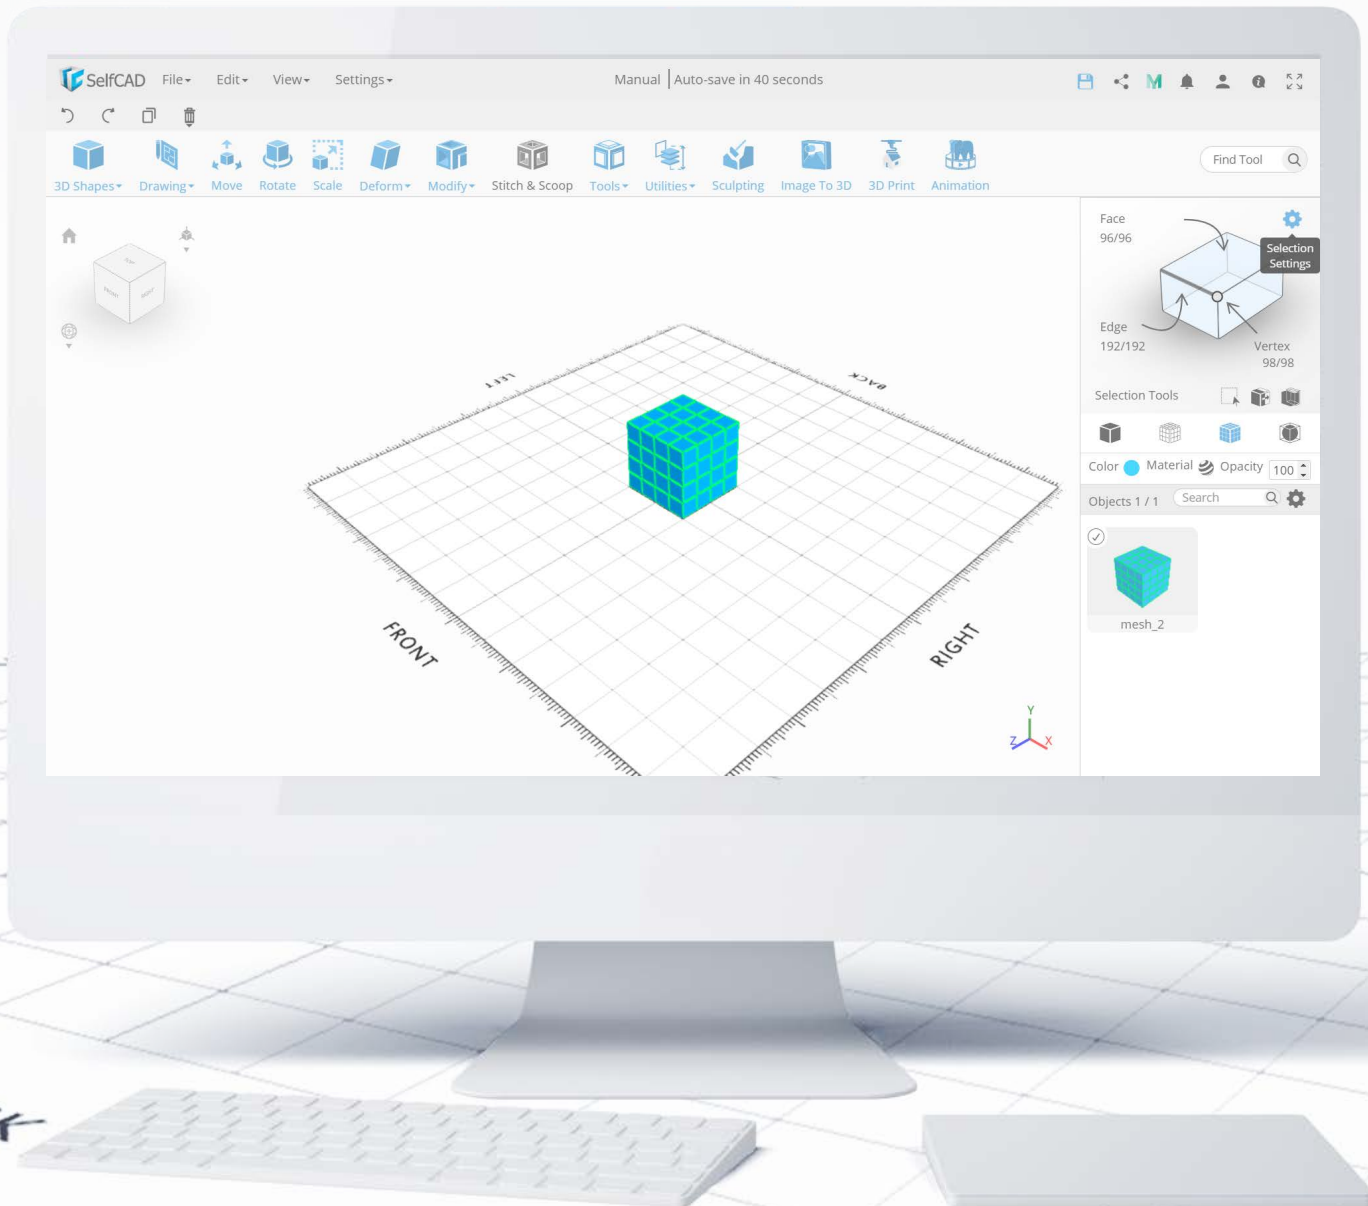 SelfCAD File Edit View Settings Manual Auto-save in 40 seconds
3D Shapes Drawing Move Rotate Scale Deform Modify Stitch & Scoop Tools Utilities Sculpting Image To 3D 3D Print Animation Find Tool
Face
96/96
Selection
Settings
Edge
192/192
Vertex
98/98
Selection Tools
Color Material Opacity 100
Objects 1 / 1 Search
mesh_2
TOP
FRONT RIGHT
LEFT BACK
FRONT RIGHT
Y
Z X